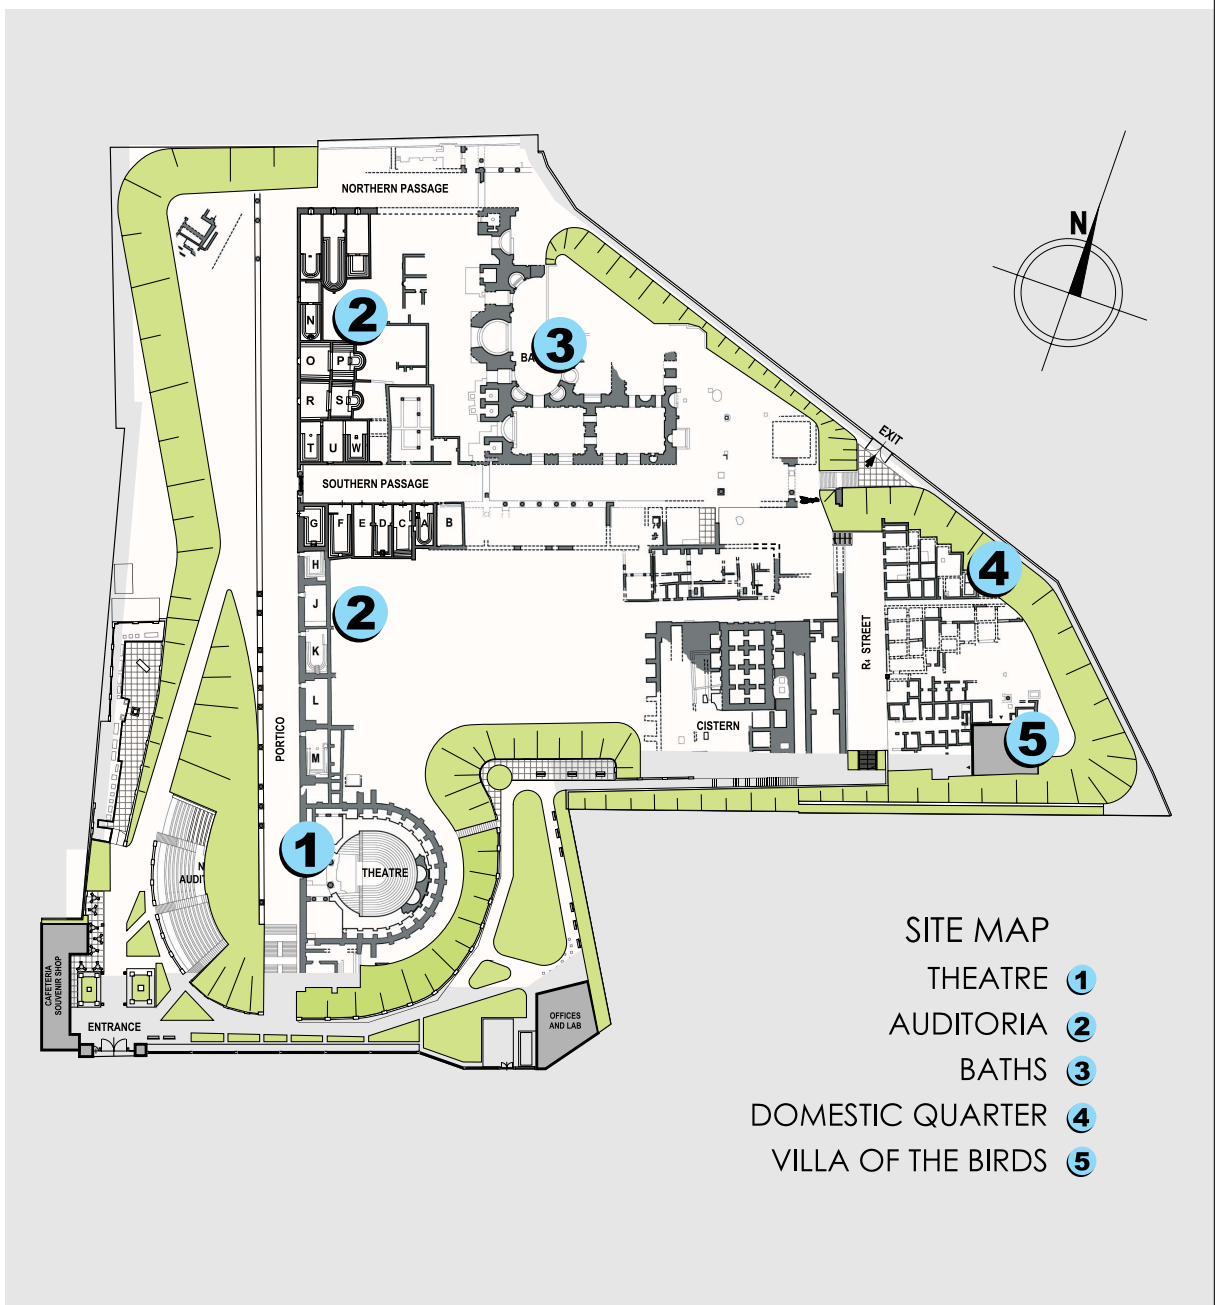 NORTHERN PASSAGE
N
2
3
N
O
P
R
S
T
U
W
EXIT
SOUTHERN PASSAGE
G
F
E
D
C
A
B
H
J
K
L
M
2
4
R4 STREET
PORTICO
CISTERN
5
1
THEATRE
CAFETERIA
SOUVENIR SHOP
ENTRANCE
OFFICES
AND LAB
SITE MAP
THEATRE 1
AUDITORIA 2
BATHS 3
DOMESTIC QUARTER 4
VILLA OF THE BIRDS 5